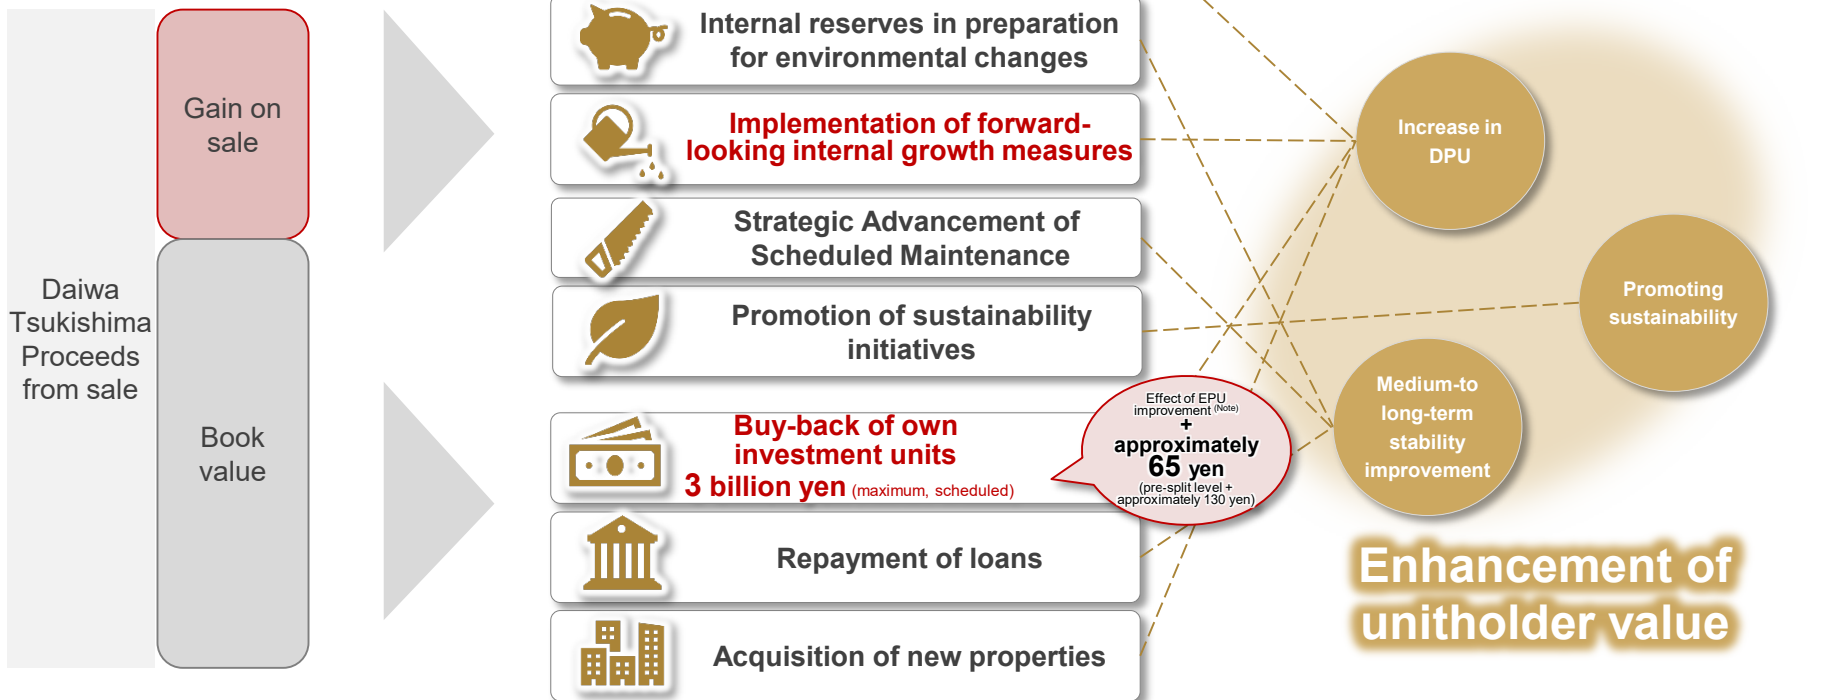 Daiwa
Tsukishima
Proceeds
from sale
Gain on
sale
Book
value
Internal reserves in preparation
for environmental changes
Implementation of forward-
looking internal growth measures
Strategic Advancement of
Scheduled Maintenance
Promotion of sustainability
initiatives
Buy-back of own
investment units
3 billion yen (maximum, scheduled)
Repayment of loans
Acquisition of new properties
Effect of EPU
improvement (Note)
+
approximately
65 yen
(pre-split level +
approximately 130 yen)
Increase in
DPU
Promoting
sustainability
Medium-to
long-term
stability
improvement
Enhancement of
unitholder value